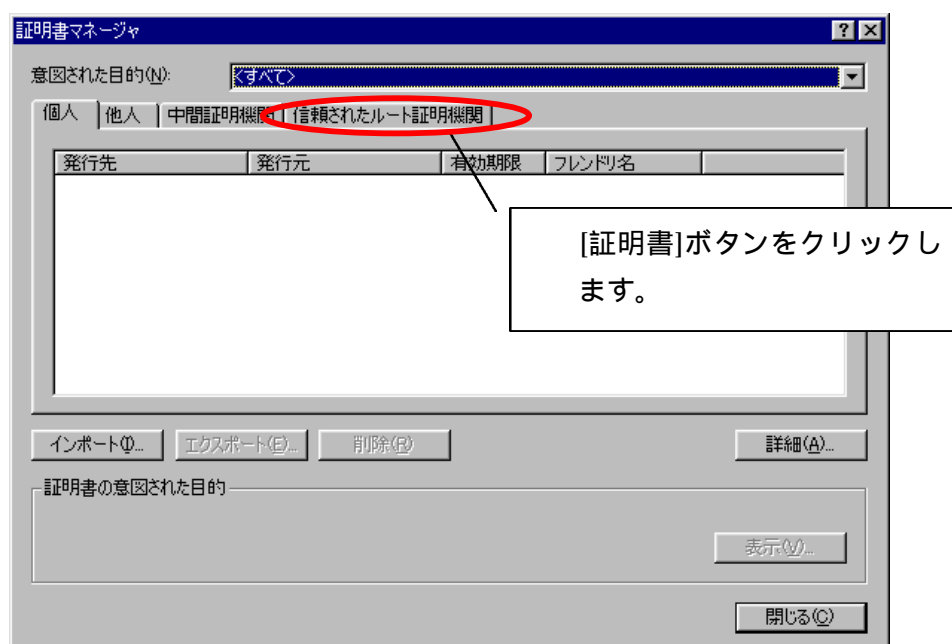 証明書マネージャ
意図された目的(N): <すべて>
個人 他人 中間証明機関 信頼されたルート証明機関
発行先 発行元 有効期限 フレンドリ名
[証明書]ボタンをクリックし
ます。
インポート(I)... エクスポート(E)... 削除(R) 詳細(A)...
証明書の意図された目的
表示(V)...
閉じる(C)